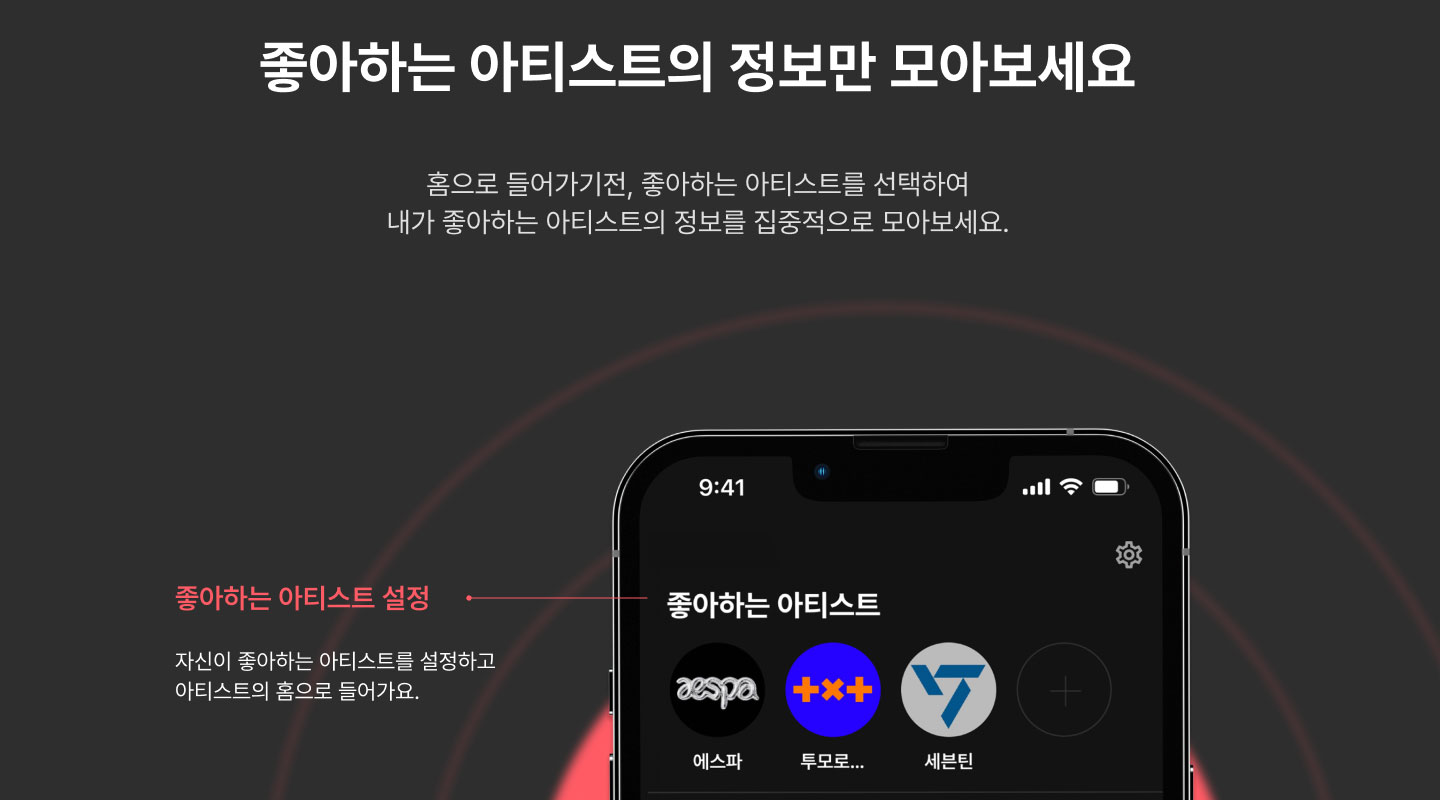 좋아하는 아티스트의 정보만 모아보세요
홈으로 들어가기전, 좋아하는 아티스트를 선택하여
내가 좋아하는 아티스트의 정보를 집중적으로 모아보세요.
9:41
좋아하는 아티스트 설정
자신이 좋아하는 아티스트를 설정하고
아티스트의 홈으로 들어가요.
좋아하는 아티스트
aespa
에스파
투모로...
세븐틴